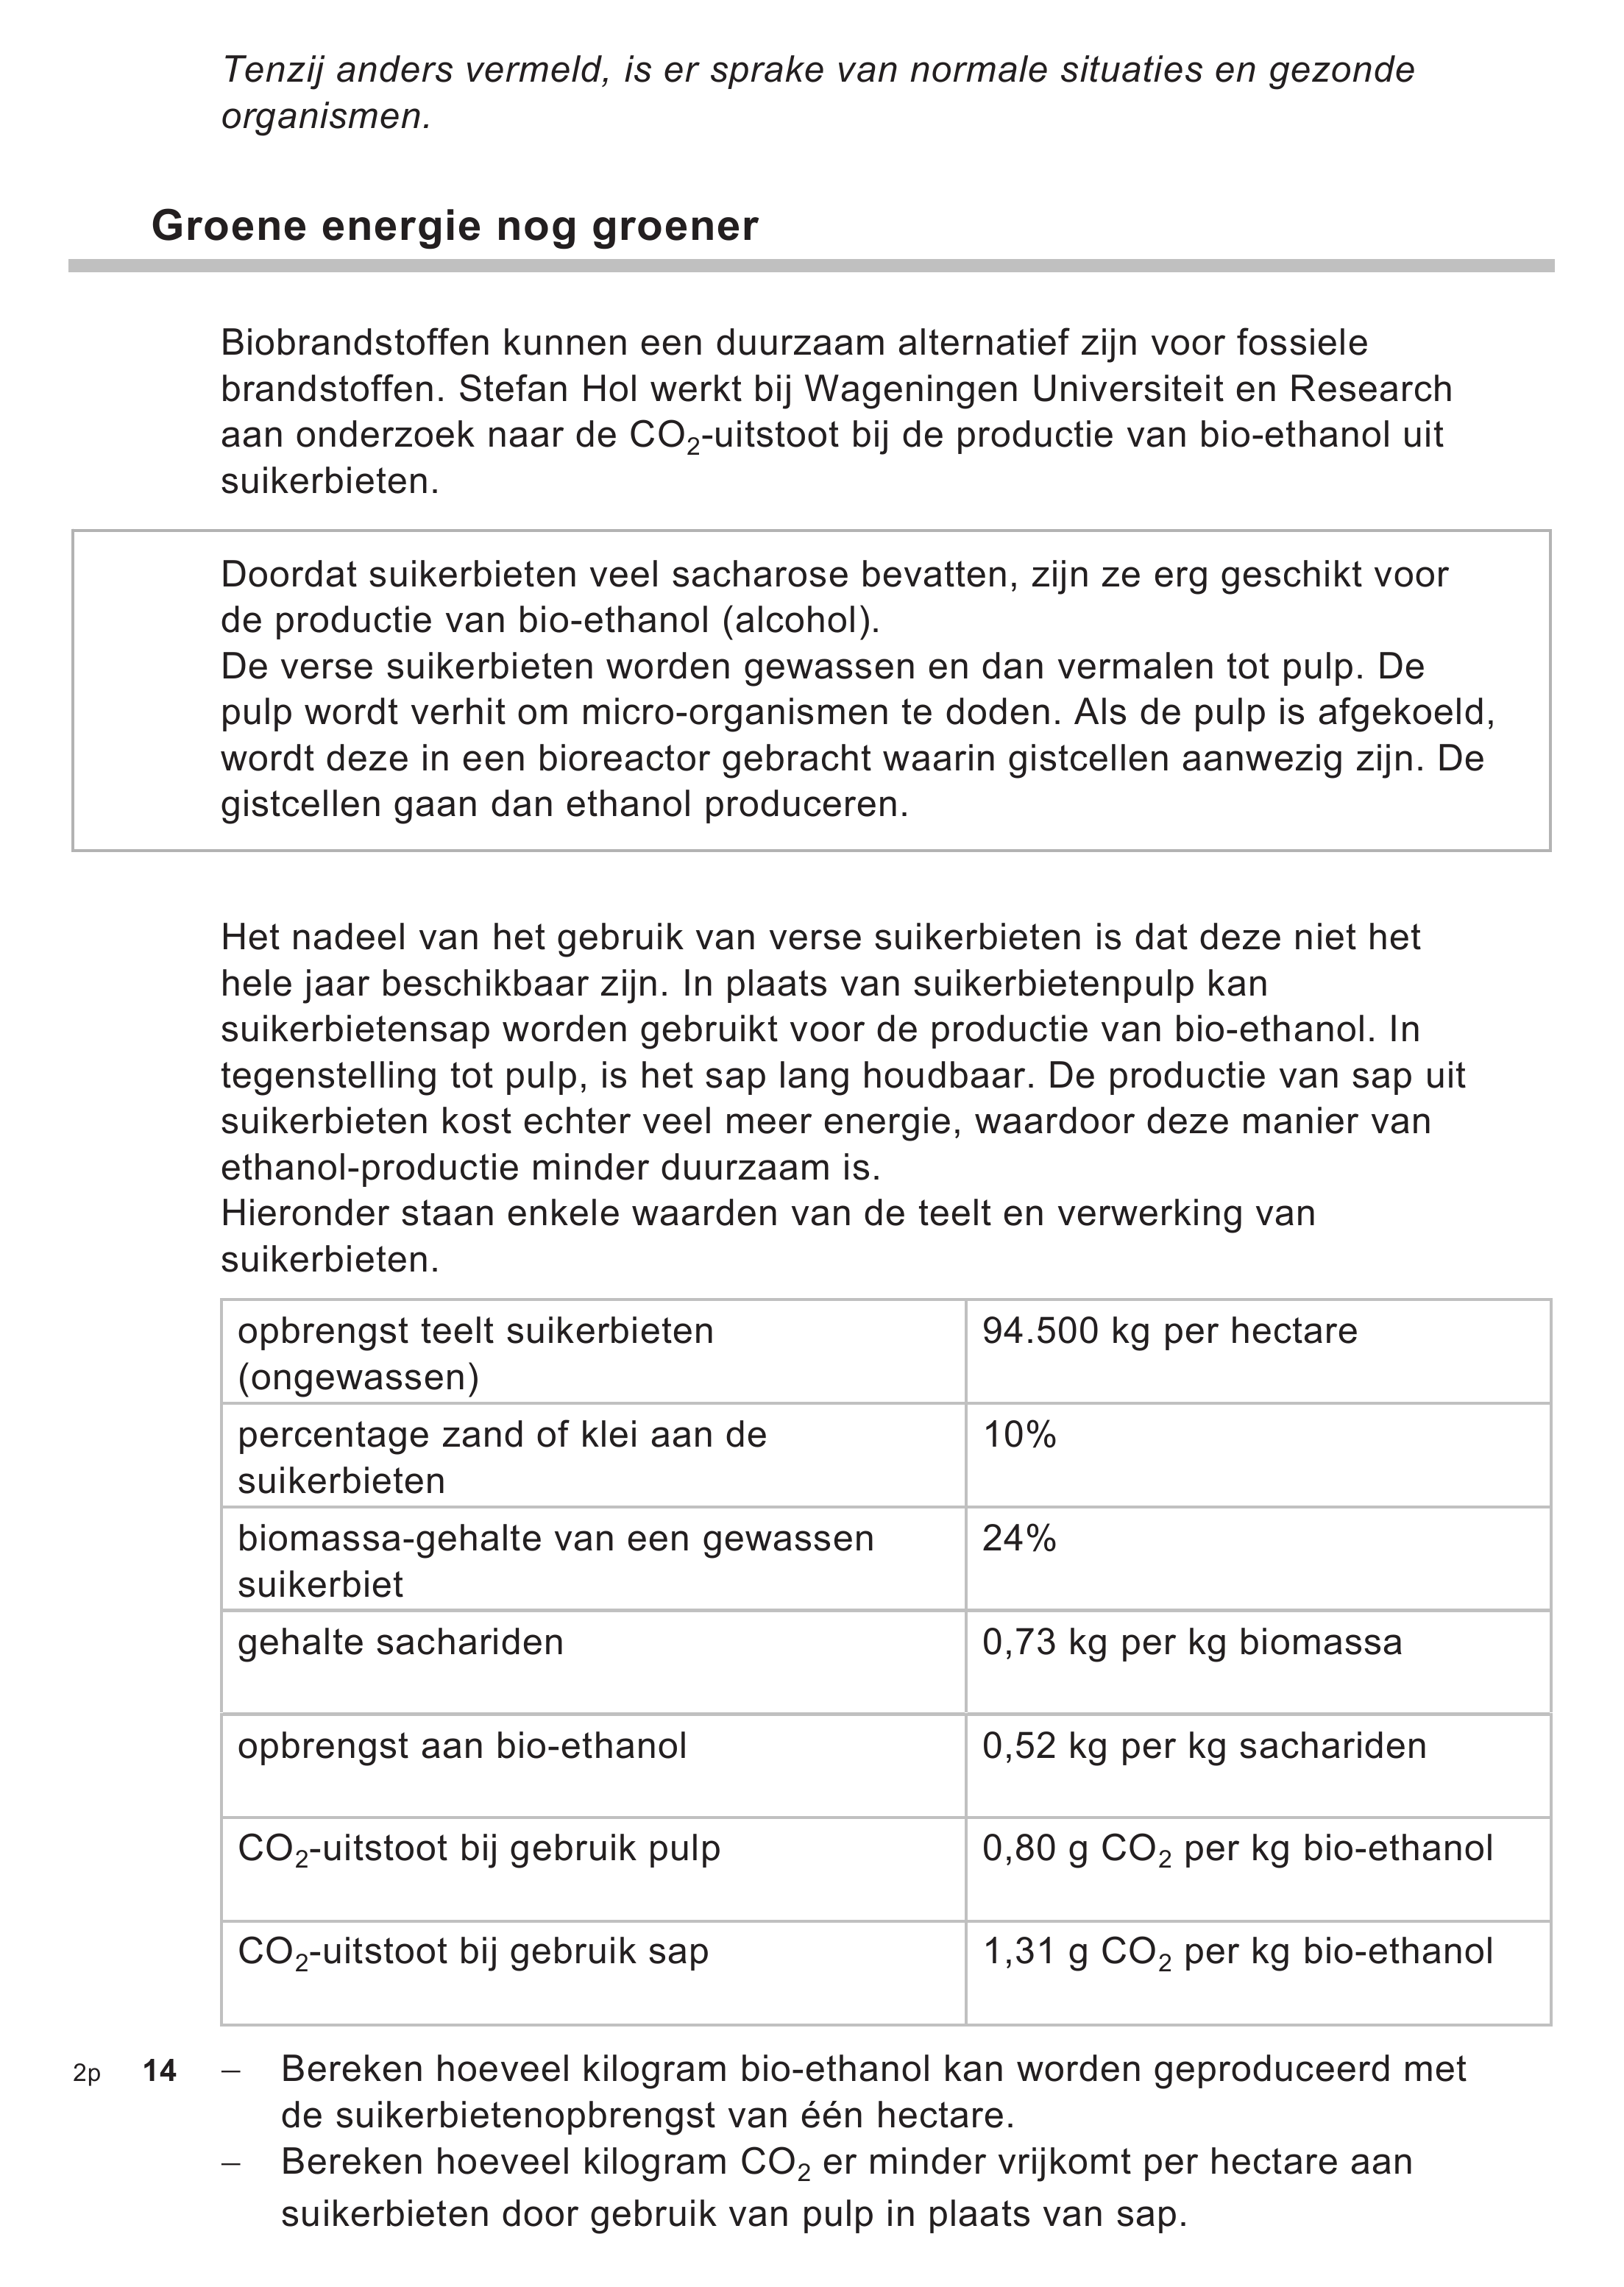 Tenzij anders vermeld, is er sprake van normale situaties en gezonde
organismen.
Groene energie nog groener
Biobrandstoffen kunnen een duurzaam alternatief zijn voor fossiele
brandstoffen. Stefan Hol werkt bij Wageningen Universiteit en Research
aan onderzoek naar de CO₂-uitstoot bij de productie van bio-ethanol uit
suikerbieten.
Doordat suikerbieten veel sacharose bevatten, zijn ze erg geschikt voor
de productie van bio-ethanol (alcohol).
De verse suikerbieten worden gewassen en dan vermalen tot pulp. De
pulp wordt verhit om micro-organismen te doden. Als de pulp is afgekoeld,
wordt deze in een bioreactor gebracht waarin gistcellen aanwezig zijn. De
gistcellen gaan dan ethanol produceren.
Het nadeel van het gebruik van verse suikerbieten is dat deze niet het
hele jaar beschikbaar zijn. In plaats van suikerbietenpulp kan
suikerbietensap worden gebruikt voor de productie van bio-ethanol. In
tegenstelling tot pulp, is het sap lang houdbaar. De productie van sap uit
suikerbieten kost echter veel meer energie, waardoor deze manier van
ethanol-productie minder duurzaam is.
Hieronder staan enkele waarden van de teelt en verwerking van
suikerbieten.
opbrengst teelt suikerbieten 94.500 kg per hectare
(ongewassen)
percentage zand of klei aan de 10%
suikerbieten
biomassa-gehalte van een gewassen 24%
suikerbiet
gehalte sachariden 0,73 kg per kg biomassa
opbrengst aan bio-ethanol 0,52 kg per kg sachariden
CO₂-uitstoot bij gebruik pulp 0,80 g CO₂ per kg bio-ethanol
CO₂-uitstoot bij gebruik sap 1,31 g CO₂ per kg bio-ethanol
2p 14 – Bereken hoeveel kilogram bio-ethanol kan worden geproduceerd met
de suikerbietenopbrengst van één hectare.
– Bereken hoeveel kilogram CO₂ er minder vrijkomt per hectare aan
suikerbieten door gebruik van pulp in plaats van sap.